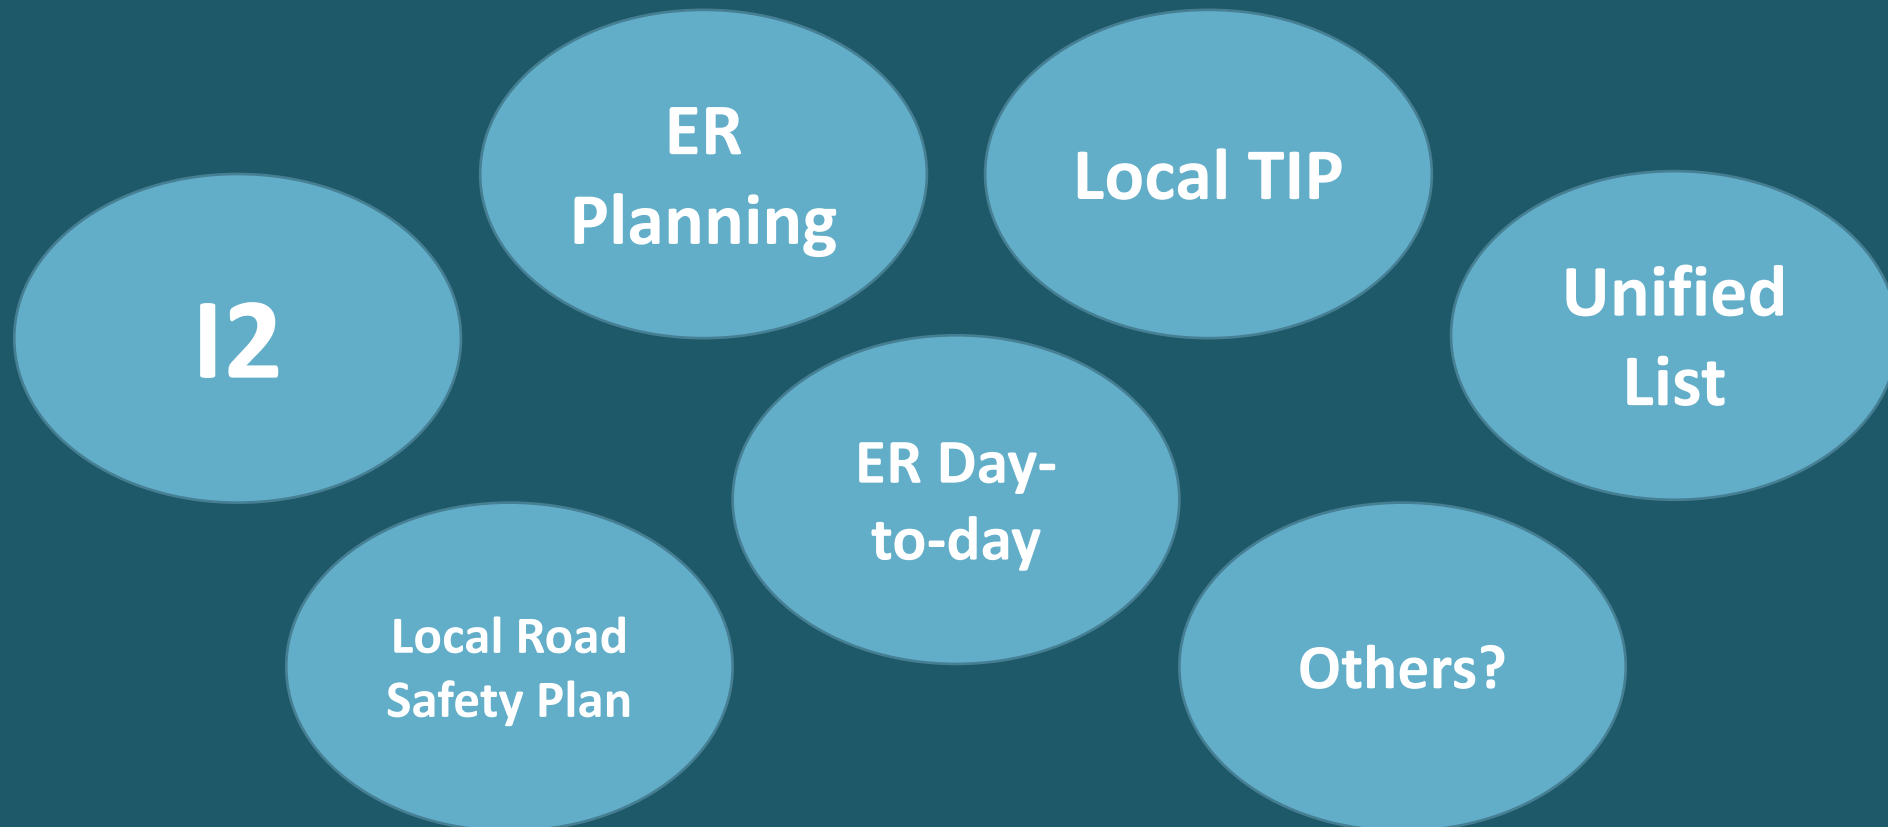 ER
Planning
Local TIP
I2
Unified
List
ER Day-
to-day
Local Road
Safety Plan
Others?